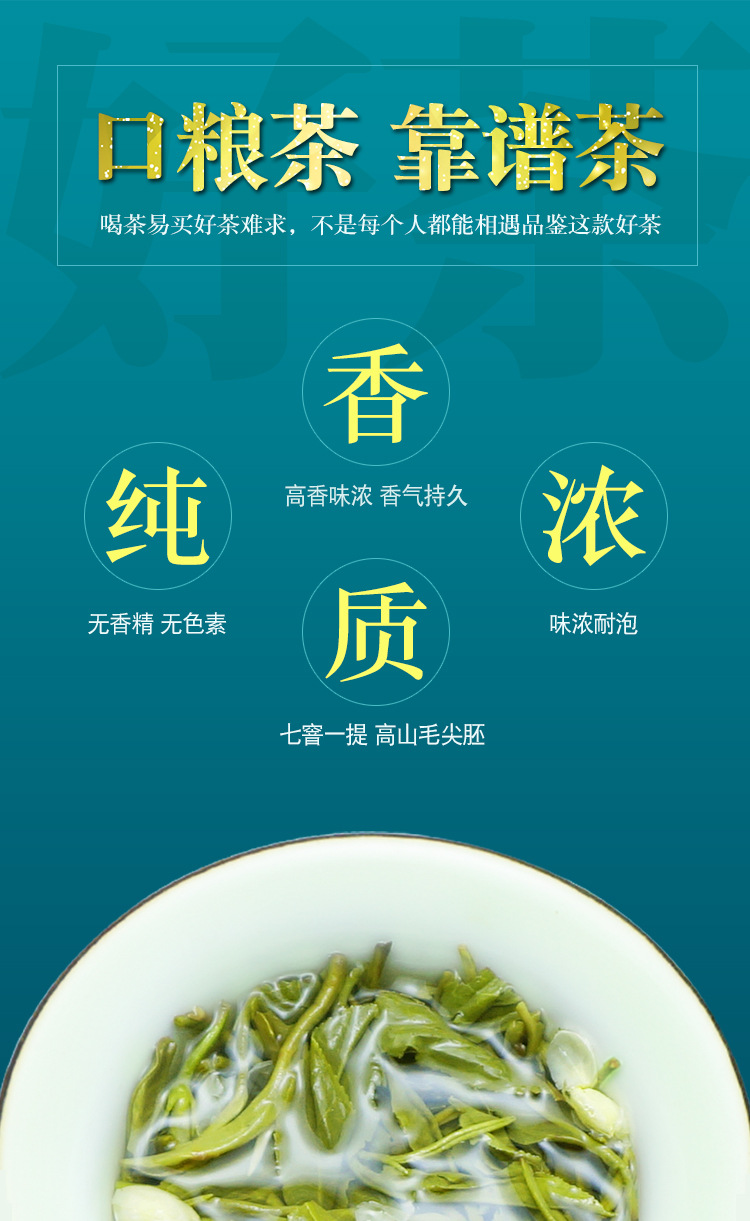 好茶
口粮茶 靠谱茶
喝茶易买好茶难求，不是每个人都能相遇品鉴这款好茶
香
高香味浓 香气持久
纯
无香精 无色素
浓
味浓耐泡
质
七窨一提 高山毛尖胚